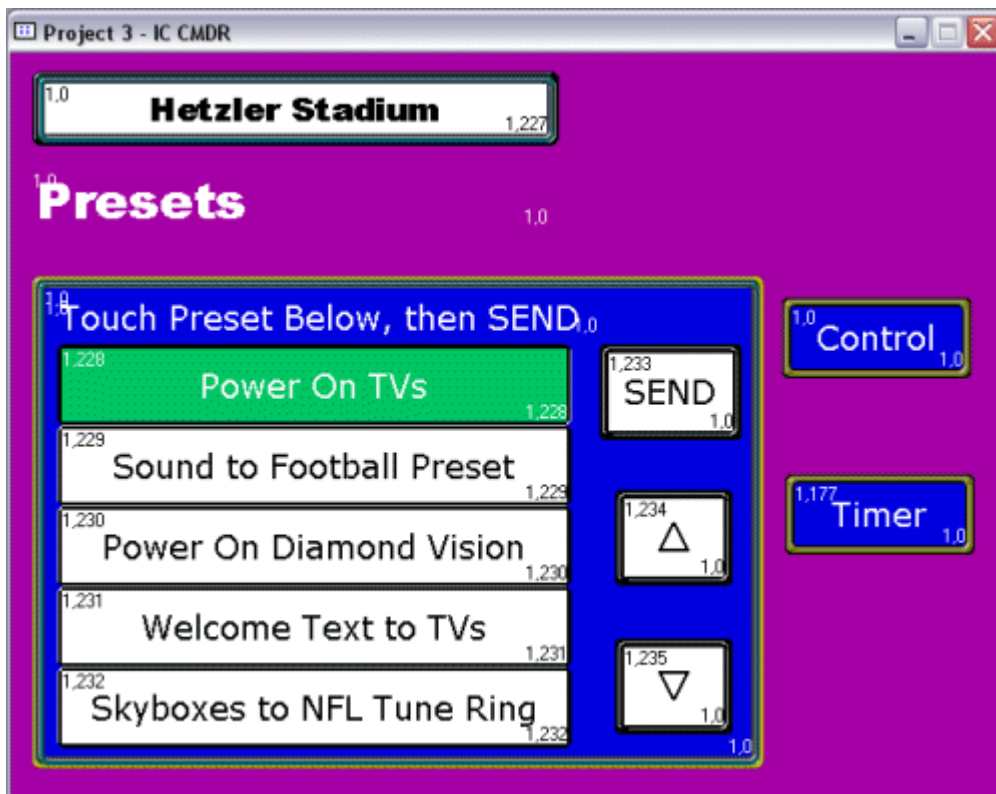 Project 3 - IC CMDR
1,0
Hetzler Stadium
1,227
1,0
Presets
1,0
1,0
1,0
Touch Preset Below, then SEND
1,0
1,228
Power On TVs
1,228
1,229
Sound to Football Preset
1,229
1,230
Power On Diamond Vision
1,230
1,231
Welcome Text to TVs
1,231
1,232
Skyboxes to NFL Tune Ring
1,232
1,233
SEND
1,0
1,234
△
1,0
1,235
▽
1,0
1,0
1,0
Control
1,0
1,177
Timer
1,0